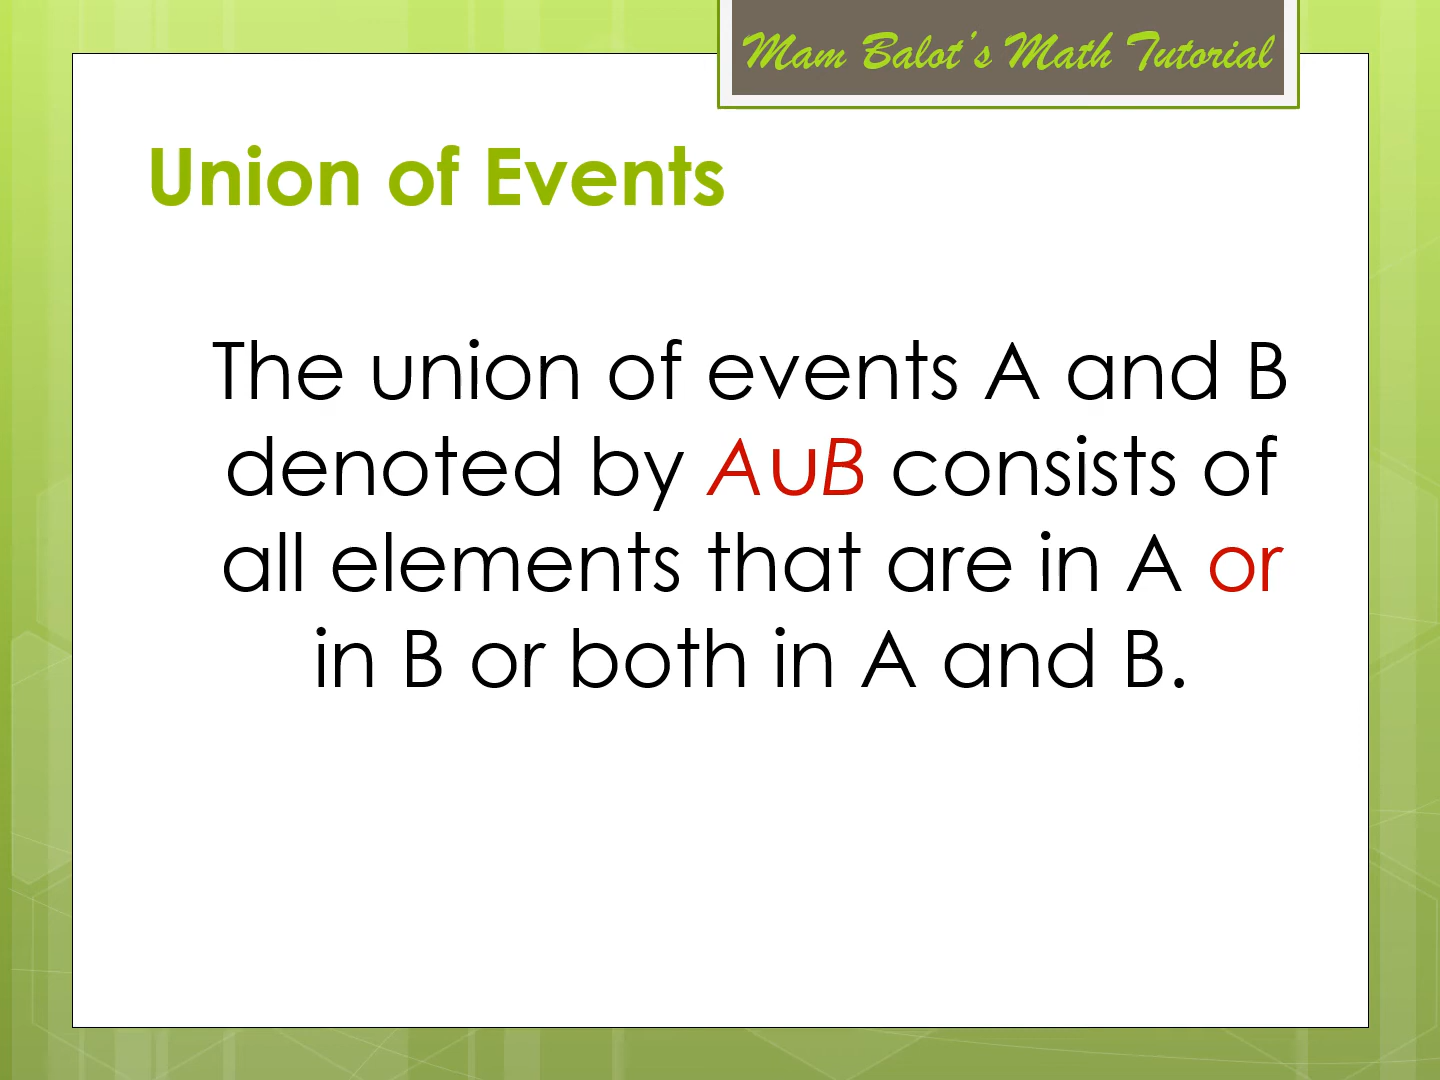 Mam Balot's Math Tutorial
Union of Events
The union of events A and B
denoted by A∪B consists of
all elements that are in A or
in B or both in A and B.